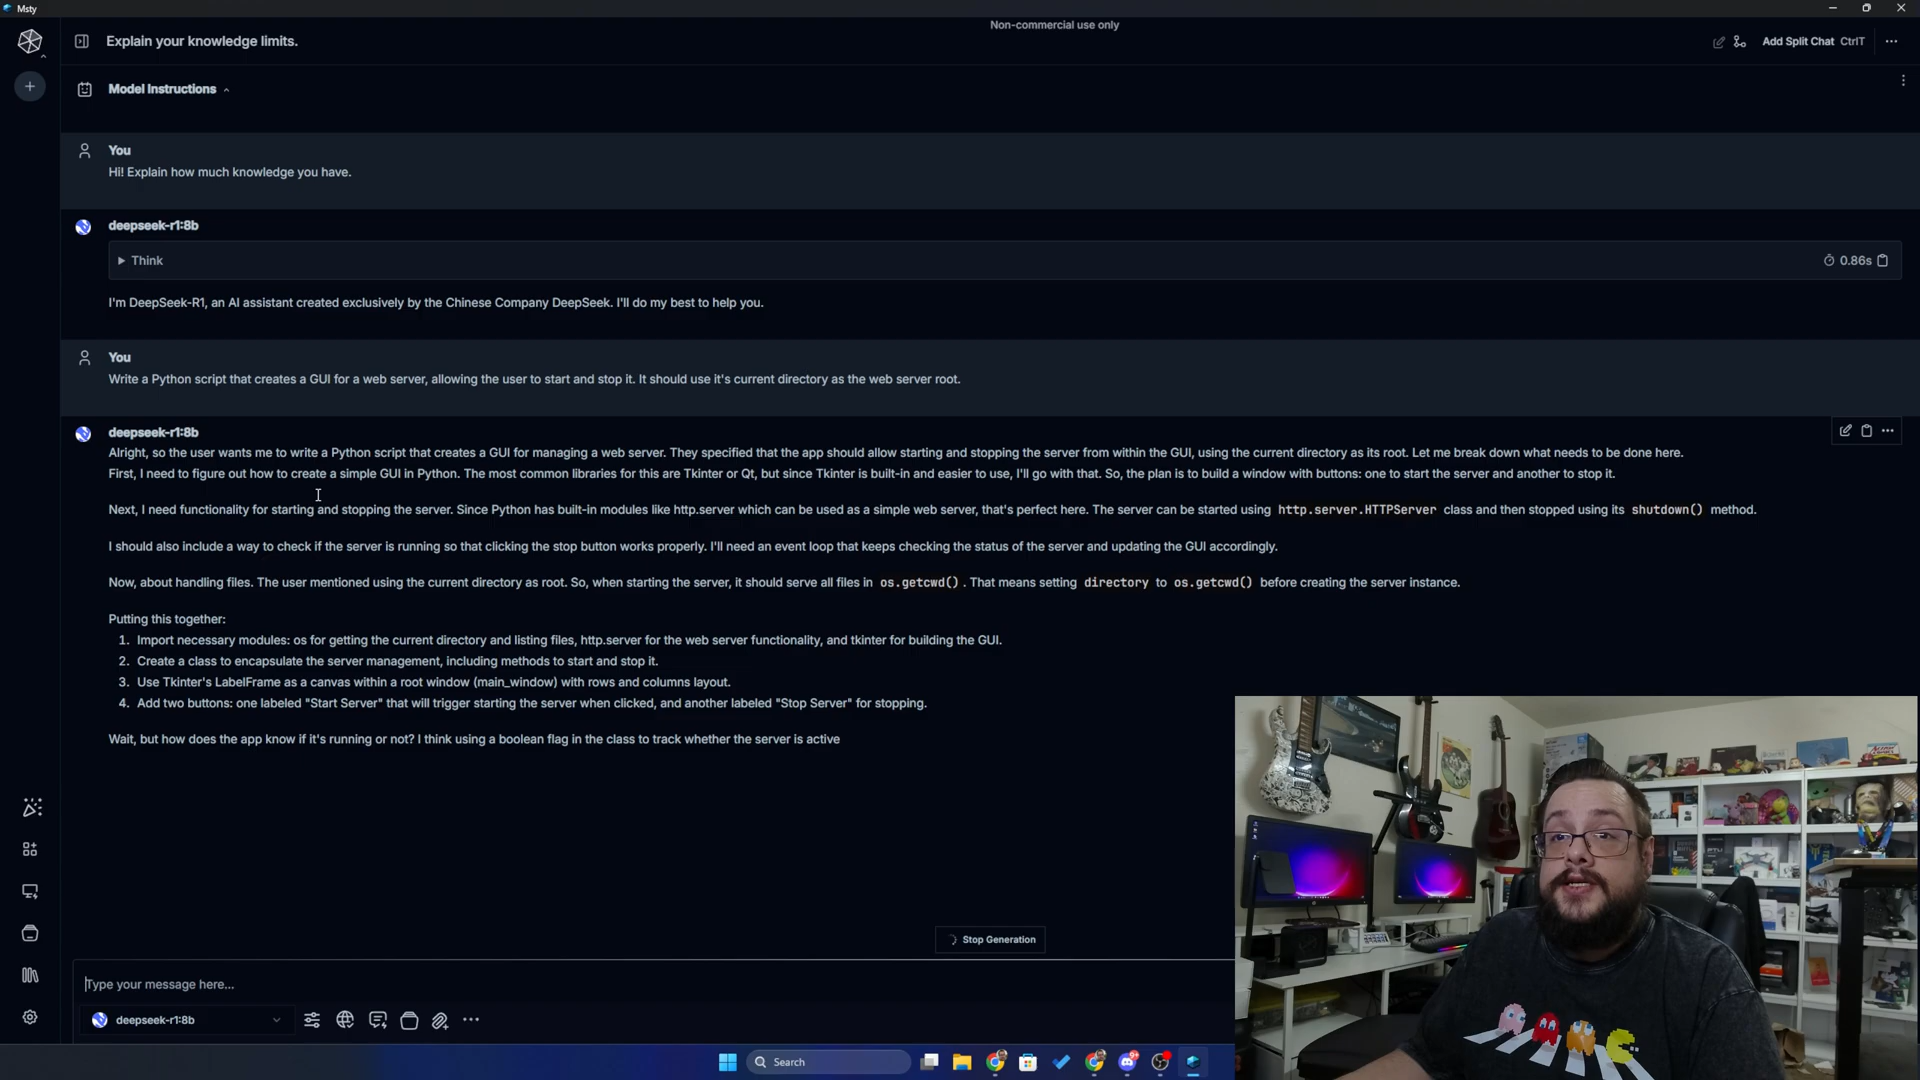 Msty
Non-commercial use only
Explain your knowledge limits.
Add Split Chat CtrlT
Model Instructions
You
Hi! Explain how much knowledge you have.
deepseek-r1:8b
Think
0.86s
I'm DeepSeek-R1, an AI assistant created exclusively by the Chinese Company DeepSeek. I'll do my best to help you.
You
Write a Python script that creates a GUI for a web server, allowing the user to start and stop it. It should use it's current directory as the web server root.
deepseek-r1:8b
Alright, so the user wants me to write a Python script that creates a GUI for managing a web server. They specified that the app should allow starting and stopping the server from within the GUI, using the current directory as its root. Let me break down what needs to be done here.
First, I need to figure out how to create a simple GUI in Python. The most common libraries for this are Tkinter or Qt, but since Tkinter is built-in and easier to use, I'll go with that. So, the plan is to build a window with buttons: one to start the server and another to stop it.
Next, I need functionality for starting and stopping the server. Since Python has built-in modules like http.server which can be used as a simple web server, that's perfect here. The server can be started using http.server.HTTPServer class and then stopped using its shutdown() method.
I should also include a way to check if the server is running so that clicking the stop button works properly. I'll need an event loop that keeps checking the status of the server and updating the GUI accordingly.
Now, about handling files. The user mentioned using the current directory as root. So, when starting the server, it should serve all files in os.getcwd(). That means setting directory to os.getcwd() before creating the server instance.
Putting this together:
1. Import necessary modules: os for getting the current directory and listing files, http.server for the web server functionality, and tkinter for building the GUI.
2. Create a class to encapsulate the server management, including methods to start and stop it.
3. Use Tkinter's LabelFrame as a canvas within a root window (main_window) with rows and columns layout.
4. Add two buttons: one labeled "Start Server" that will trigger starting the server when clicked, and another labeled "Stop Server" for stopping.
Wait, but how does the app know if it's running or not? I think using a boolean flag in the class to track whether the server is active
Stop Generation
Type your message here...
deepseek-r1:8b
Search